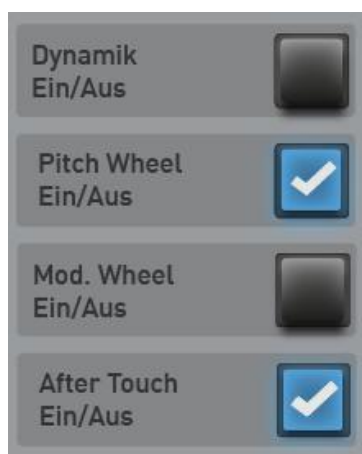 Dynamik
Ein/Aus
Pitch Wheel
Ein/Aus
Mod. Wheel
Ein/Aus
After Touch
Ein/Aus